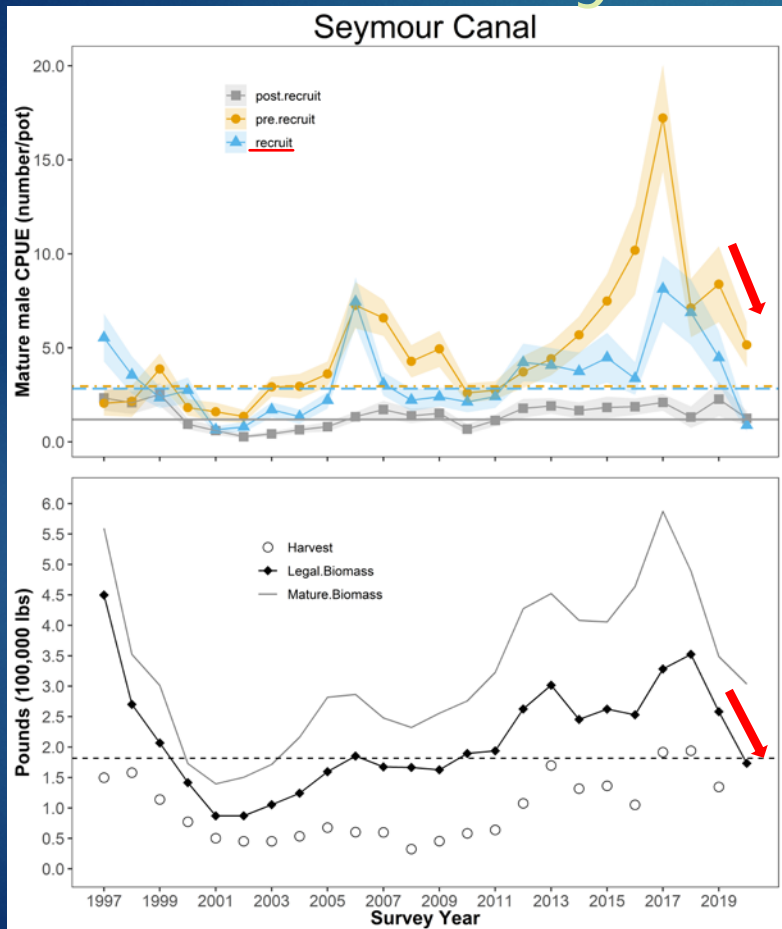 Seymour Canal
Mature male CPUE (number/pot)
20.0
15.0
10.0
5.0
0.0
post.recruit
pre.recruit
recruit
Pounds (100,000 lbs)
6.0
5.5
5.0
4.5
4.0
3.5
3.0
2.5
2.0
1.5
1.0
0.5
0.0
Harvest
Legal.Biomass
Mature.Biomass
1997 1999 2001 2003 2005 2007 2009 2011 2013 2015 2017 2019
Survey Year